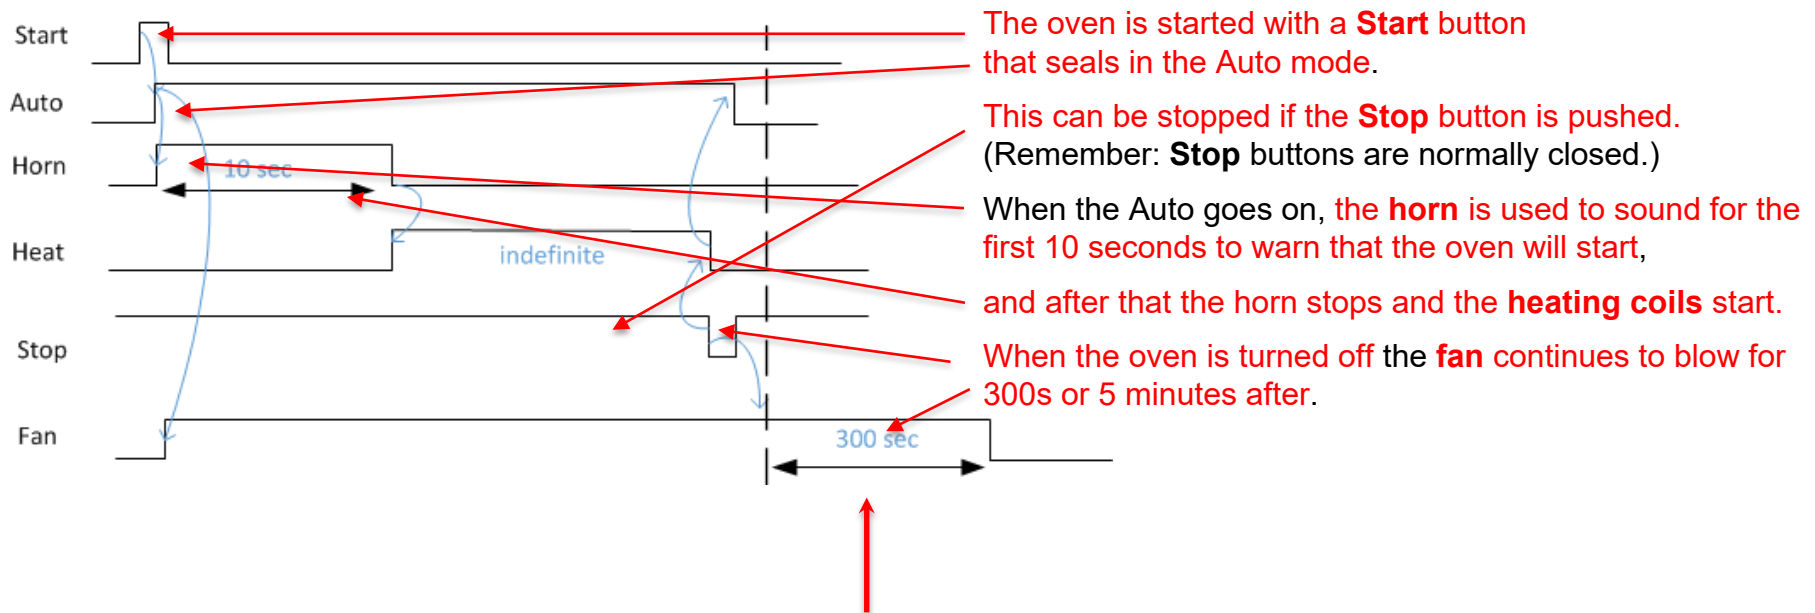 Start
Auto
Horn
10 sec
Heat
indefinite
Stop
Fan
300 sec
The oven is started with a Start button
that seals in the Auto mode.
This can be stopped if the Stop button is pushed.
(Remember: Stop buttons are normally closed.)
When the Auto goes on, the horn is used to sound for the
first 10 seconds to warn that the oven will start,
and after that the horn stops and the heating coils start.
When the oven is turned off the fan continues to blow for
300s or 5 minutes after.